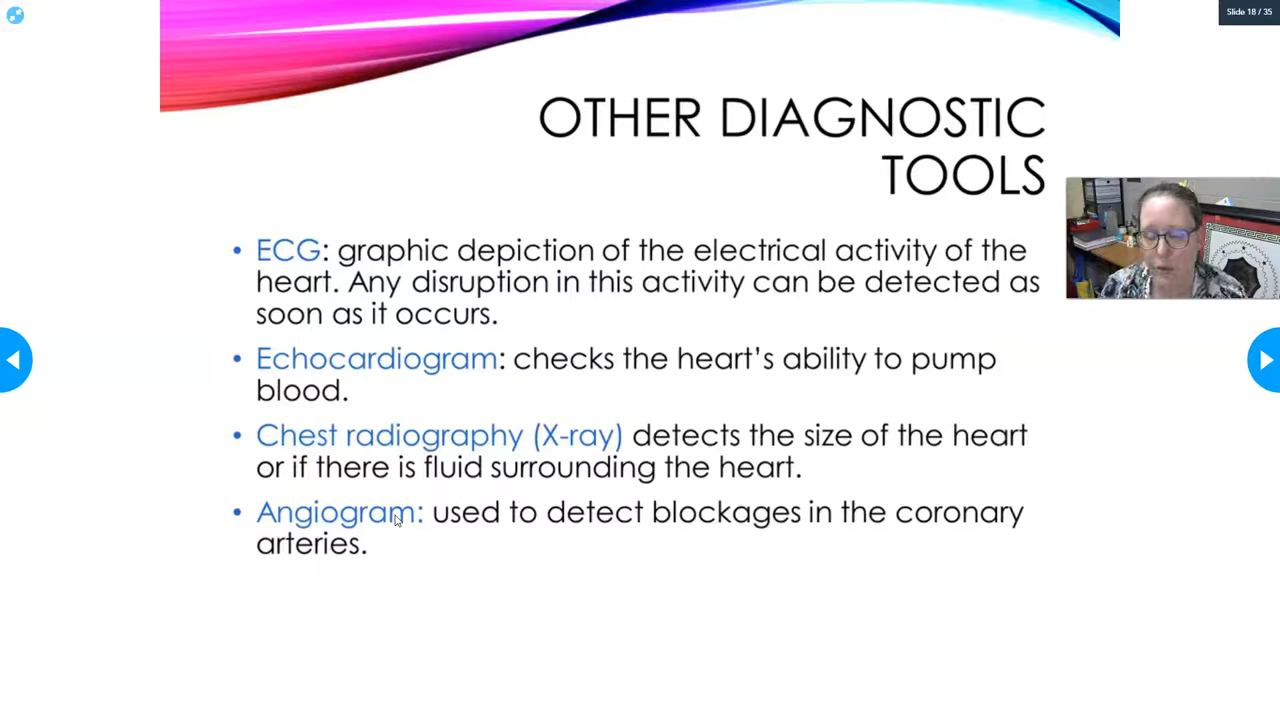 Slide 18 / 35
OTHER DIAGNOSTIC
TOOLS
• ECG: graphic depiction of the electrical activity of the
heart. Any disruption in this activity can be detected as
soon as it occurs.
• Echocardiogram: checks the heart's ability to pump
blood.
• Chest radiography (X-ray) detects the size of the heart
or if there is fluid surrounding the heart.
• Angiogram: used to detect blockages in the coronary
arteries.